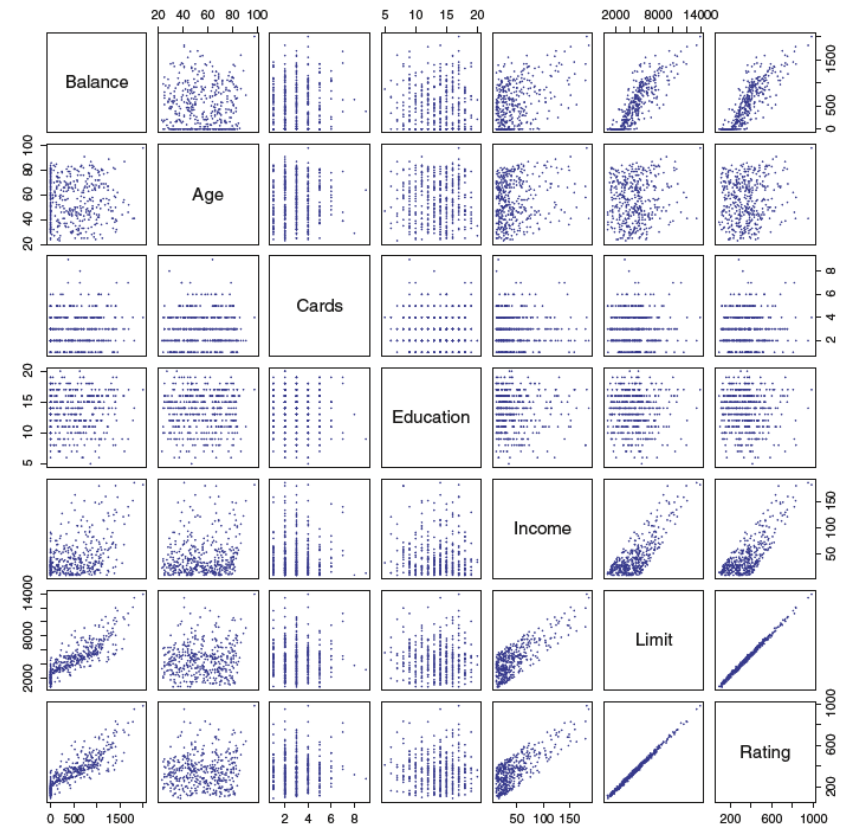 20 40 60 80 100 5 10 15 20 2000 8000 14000
Balance
0 500 1500
20 40 60 80 100
Age
Cards
2 4 6 8
5 10 15 20
Education
Income
50 100 150
2000 8000 14000
Limit
Rating
200 600 1000
0 500 1500 2 4 6 8 50 100 150 200 600 1000